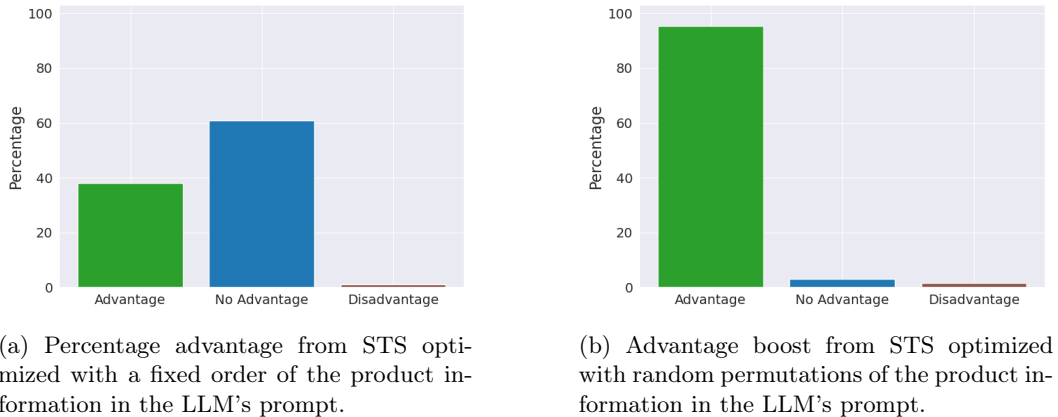 100
80
60
40
20
0
Percentage
Advantage
No Advantage
Disadvantage
(a) Percentage advantage from STS opti-
mized with a fixed order of the product in-
formation in the LLM's prompt.
100
80
60
40
20
0
Percentage
Advantage
No Advantage
Disadvantage
(b) Advantage boost from STS optimized
with random permutations of the product in-
formation in the LLM's prompt.